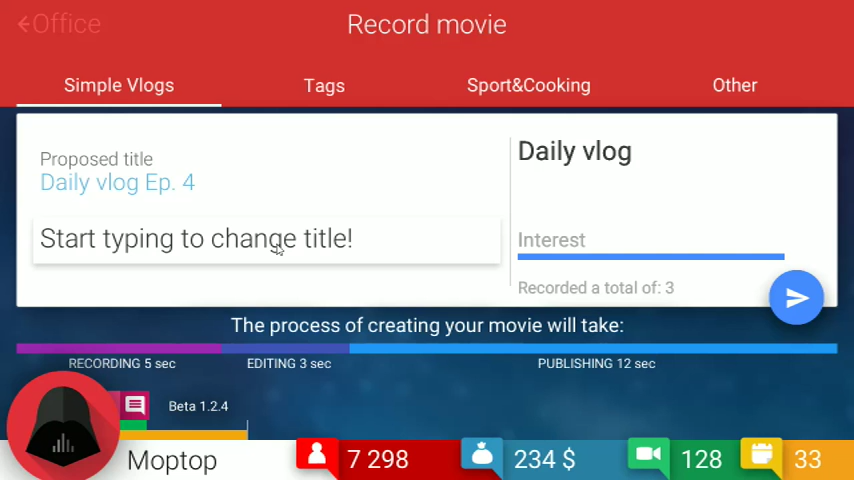 Office
Record movie
Simple Vlogs
Tags
Sport&Cooking
Other
Proposed title
Daily vlog Ep. 4
Start typing to change title!
Daily vlog
Interest
Recorded a total of: 3
The process of creating your movie will take:
RECORDING 5 sec
EDITING 3 sec
PUBLISHING 12 sec
Beta 1.2.4
Moptop
7 298
234 $
128
33